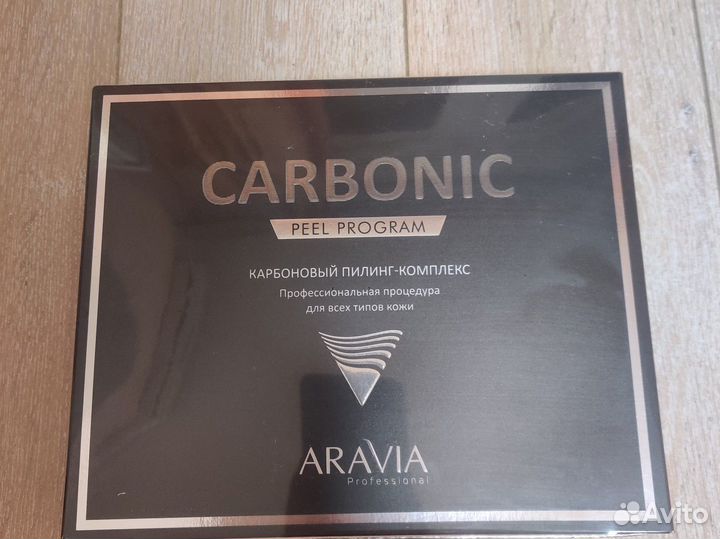 CARBONIC
PEEL PROGRAM
КАРБОНОВЫЙ ПИЛИНГ-КОМПЛЕКС
Профессиональная процедура
для всех типов кожи
ARAVIA
Professional
Avito